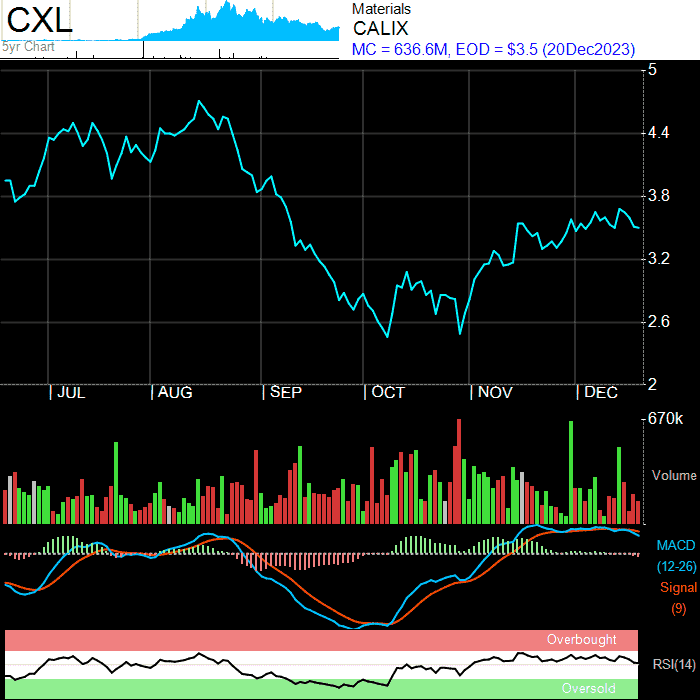 CXL
5yr Chart
Materials
CALIX
MC = 636.6M, EOD = $3.5 (20Dec2023)
5
4.4
3.8
3.2
2.6
2
JUL AUG SEP OCT NOV DEC
670k
Volume
MACD
(12-26)
Signal
(9)
Overbought
RSI(14)
Oversold